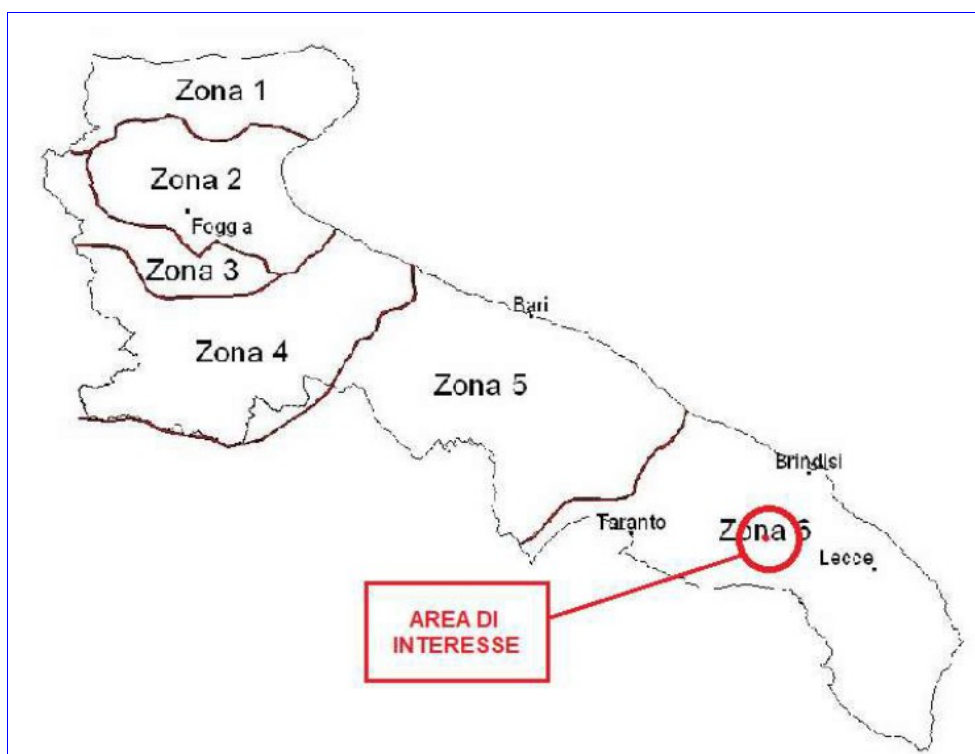 Zona 1
Zona 2
Foggia
Zona 3
Bari
Zona 4
Zona 5
Brindisi
Taranto
Zona 6
Lecce
AREA DI
INTERESSE